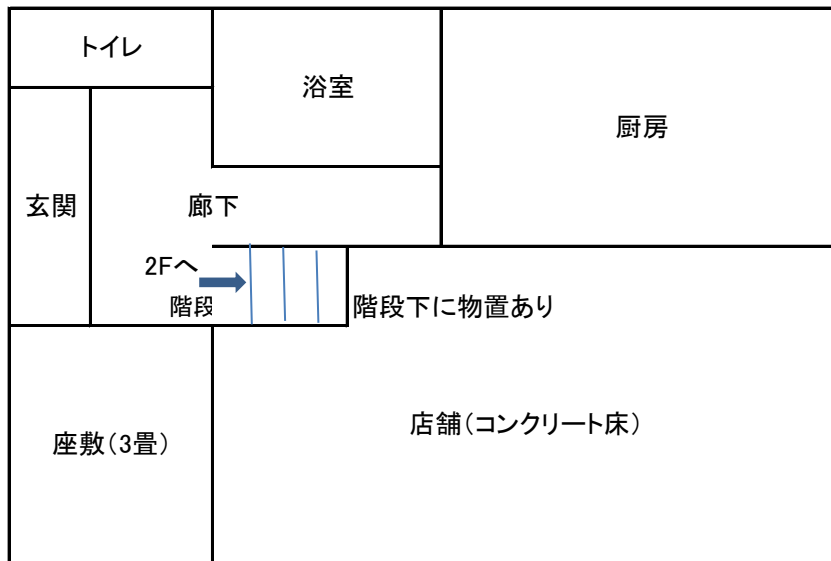 トイレ
浴室
厨房
玄関
廊下
2Fへ
階段
階段下に物置あり
店舗(コンクリート床)
座敷(3畳)